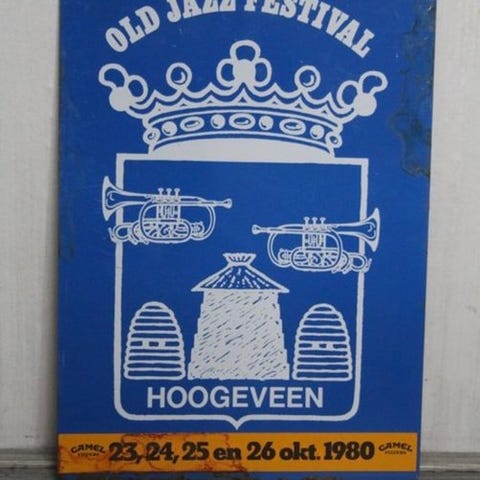 OLD JAZZ FESTIVAL
HOOGEVEEN
CAMEL 23, 24, 25 en 26 okt. 1980 CAMEL